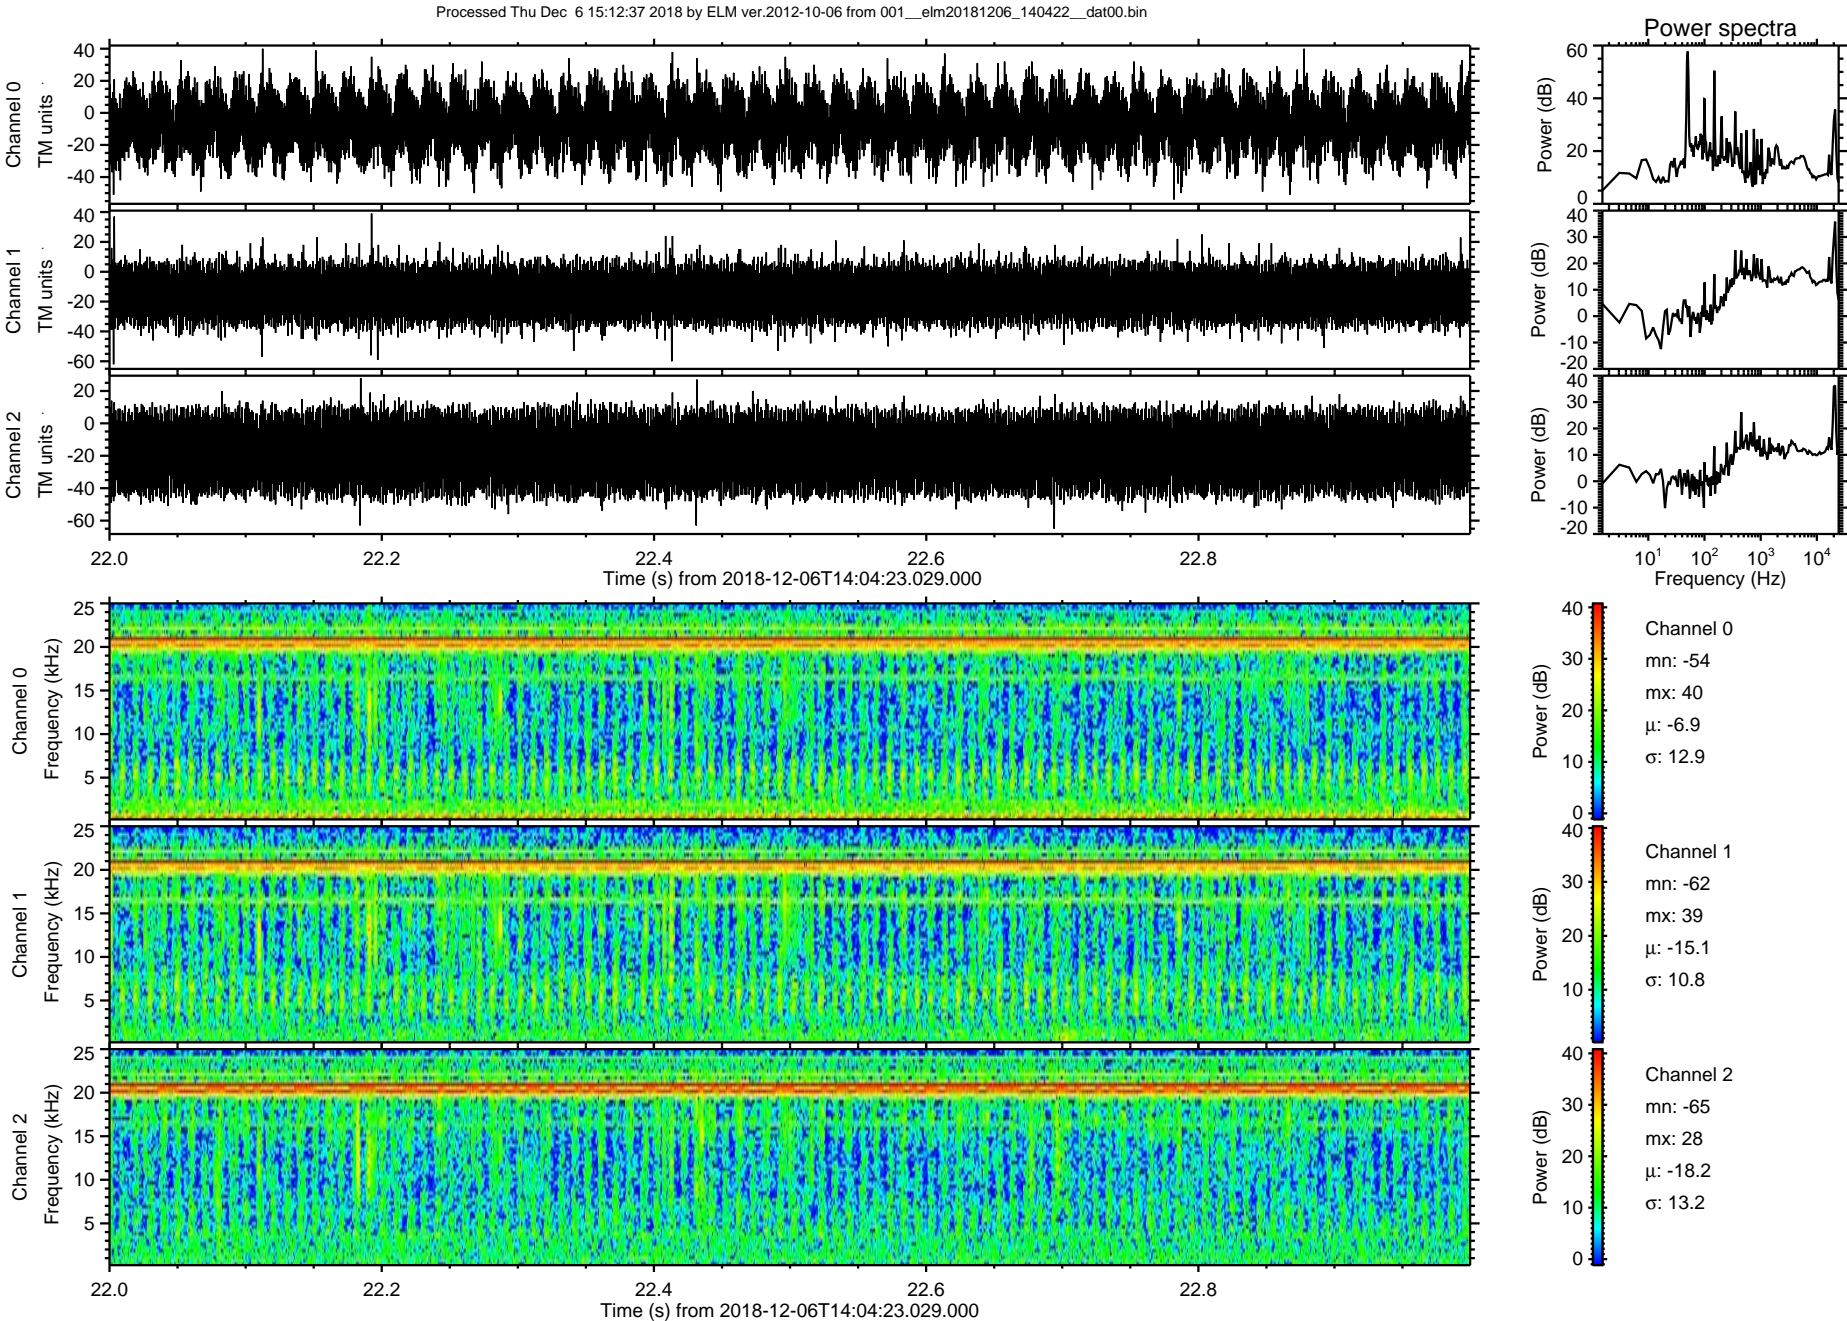 Processed Thu Dec  6 15:12:37 2018 by ELM ver.2012-10-06 from 001__elm20181206_140422__dat00.bin
Power spectra
Channel 0
TM units
40
20
0
-20
-40
Power (dB)
60
40
20
0
Channel 1
TM units
40
20
0
-20
-40
-60
Power (dB)
40
30
20
10
0
-10
-20
Channel 2
TM units
20
0
-20
-40
-60
Power (dB)
40
30
20
10
0
-10
-20
22.0 22.2 22.4 22.6 22.8
Time (s) from 2018-12-06T14:04:23.029.000
10¹ 10² 10³ 10⁴
Frequency (Hz)
Channel 0
Frequency (kHz)
25
20
15
10
5
Power (dB)
40
30
20
10
0
Channel 0
mn: -54
mx: 40
μ: -6.9
σ: 12.9
Channel 1
Frequency (kHz)
25
20
15
10
5
Power (dB)
40
30
20
10
Channel 1
mn: -62
mx: 39
μ: -15.1
σ: 10.8
Channel 2
Frequency (kHz)
25
20
15
10
5
Power (dB)
40
30
20
10
0
Channel 2
mn: -65
mx: 28
μ: -18.2
σ: 13.2
22.0 22.2 22.4 22.6 22.8
Time (s) from 2018-12-06T14:04:23.029.000